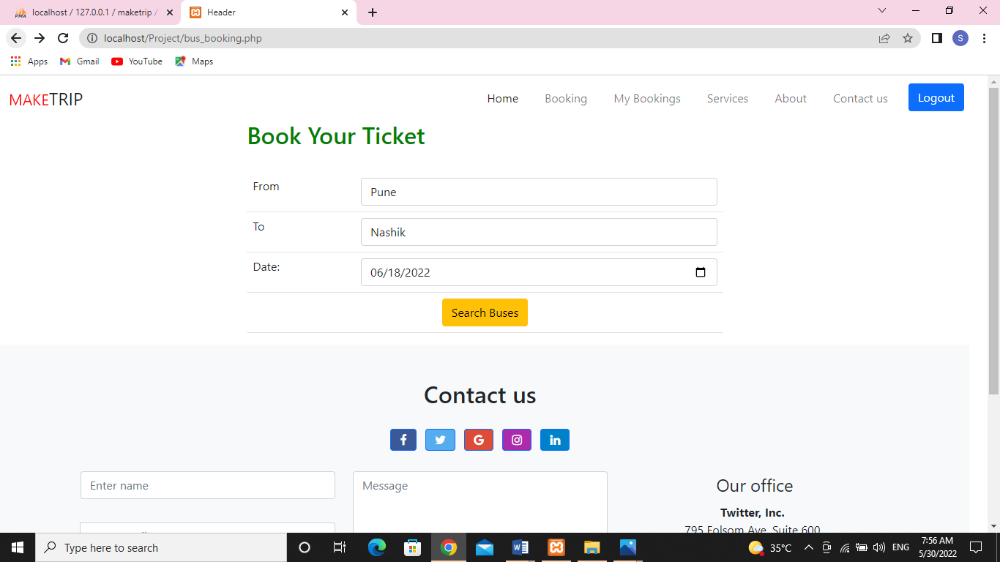 localhost / 127.0.0.1 / maketrip /
Header
localhost/Project/bus_booking.php
S
Apps Gmail YouTube Maps
MAKETRIP
Home Booking My Bookings Services About Contact us Logout
Book Your Ticket
From Pune
To Nashik
Date: 06/18/2022
Search Buses
Contact us
Enter name
Message
Our office
Twitter, Inc.
795 Folsom Ave, Suite 600
Type here to search
35°C
ENG
7:56 AM
5/30/2022